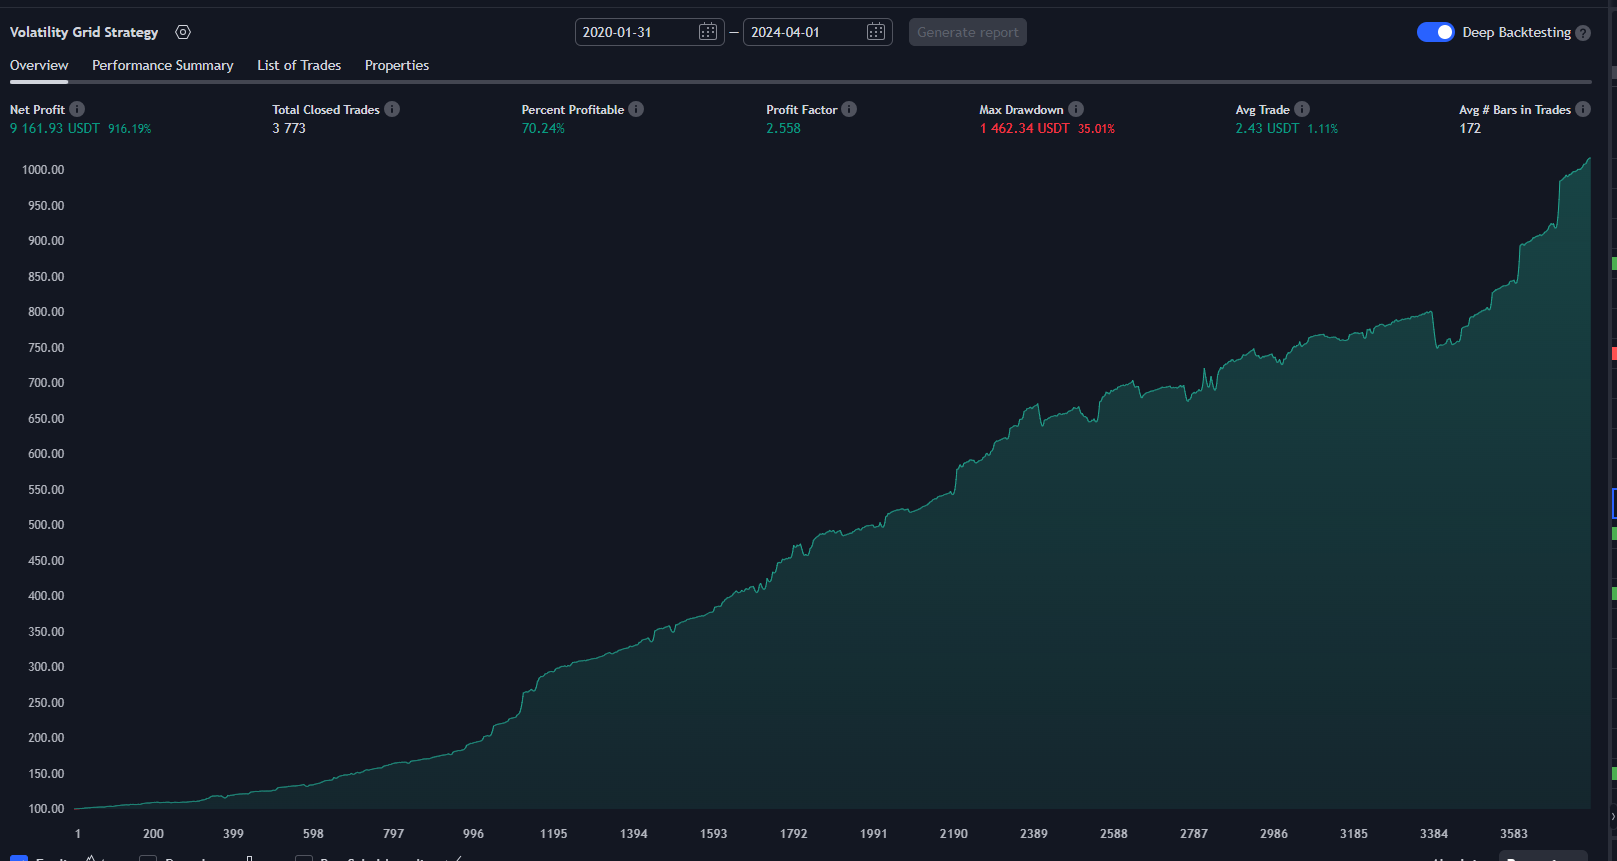 Volatility Grid Strategy
2020-01-31 — 2024-04-01 Generate report
Deep Backtesting ?
Overview Performance Summary List of Trades Properties
Net Profit Total Closed Trades Percent Profitable Profit Factor Max Drawdown Avg Trade Avg # Bars in Trades
9 161.93 USDT 916.19% 3 773 70.24% 2.558 1 462.34 USDT 35.01% 2.43 USDT 1.11% 172
1000.00
950.00
900.00
850.00
800.00
750.00
700.00
650.00
600.00
550.00
500.00
450.00
400.00
350.00
300.00
250.00
200.00
150.00
100.00
1 200 399 598 797 996 1195 1394 1593 1792 1991 2190 2389 2588 2787 2986 3185 3384 3583